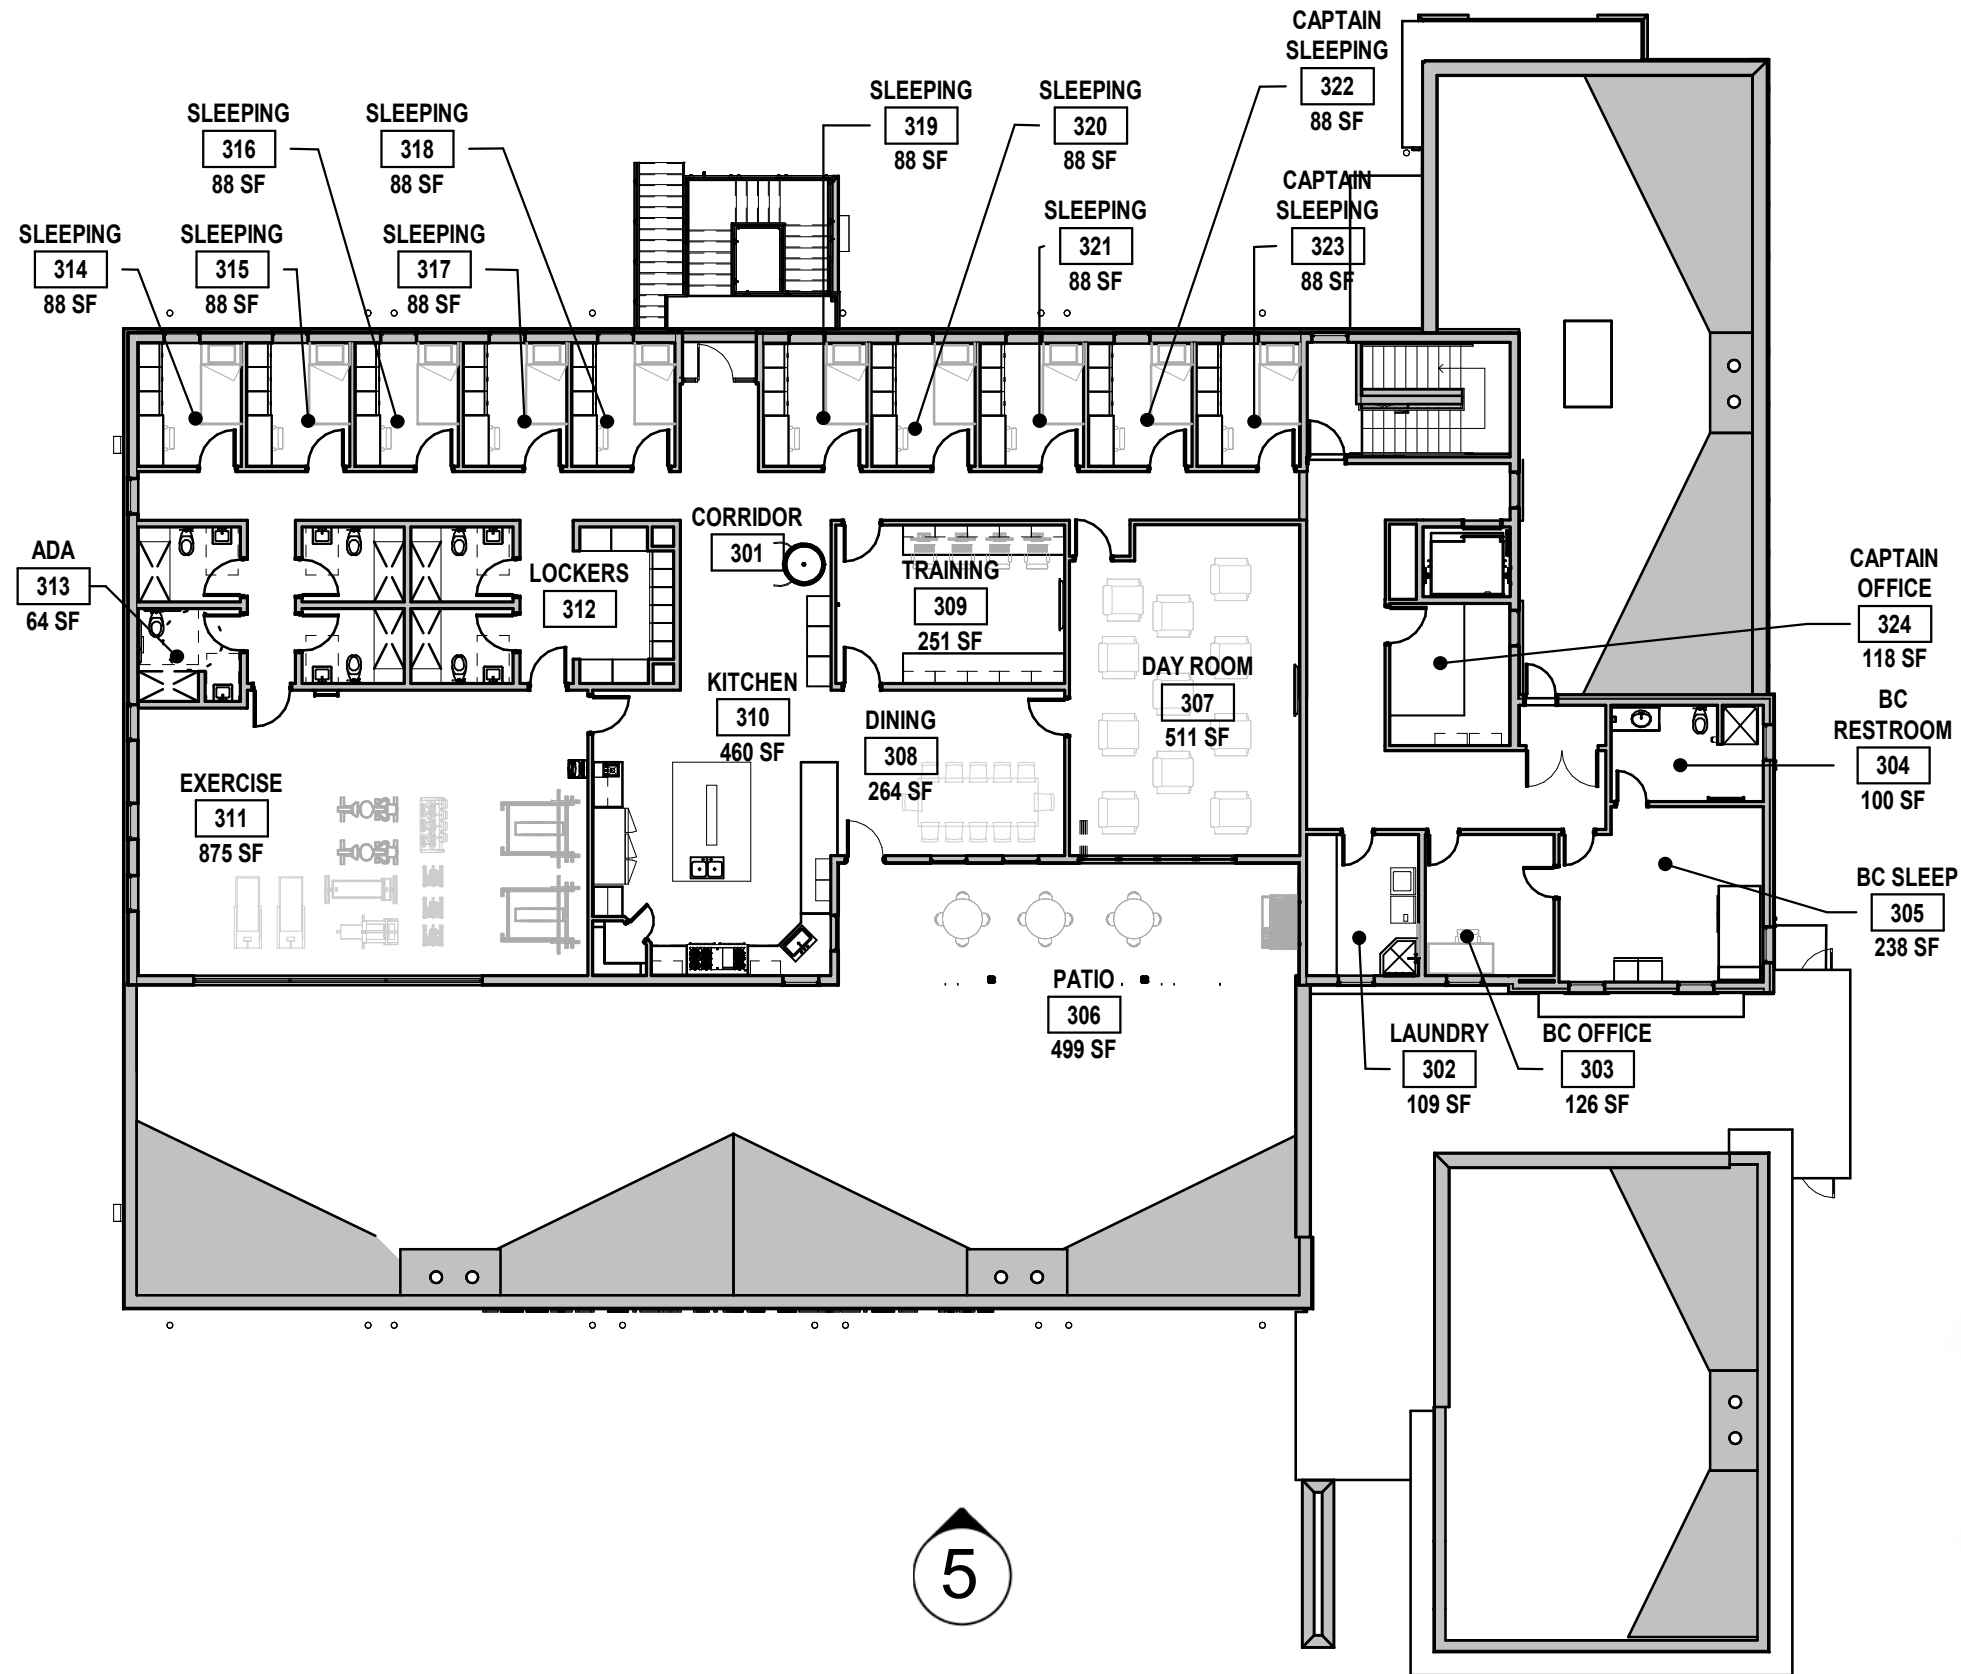 CAPTAIN
SLEEPING
322
88 SF
SLEEPING
319
88 SF
SLEEPING
320
88 SF
SLEEPING
316
88 SF
SLEEPING
318
88 SF
CAPTAIN
SLEEPING
323
88 SF
SLEEPING
321
88 SF
SLEEPING
314
88 SF
SLEEPING
315
88 SF
SLEEPING
317
88 SF
CORRIDOR
301
ADA
313
64 SF
LOCKERS
312
TRAINING
309
251 SF
CAPTAIN
OFFICE
324
118 SF
DAY ROOM
307
511 SF
KITCHEN
310
460 SF
DINING
308
264 SF
BC
RESTROOM
304
100 SF
EXERCISE
311
875 SF
BC SLEEP
305
238 SF
PATIO
306
499 SF
LAUNDRY
302
109 SF
BC OFFICE
303
126 SF
5